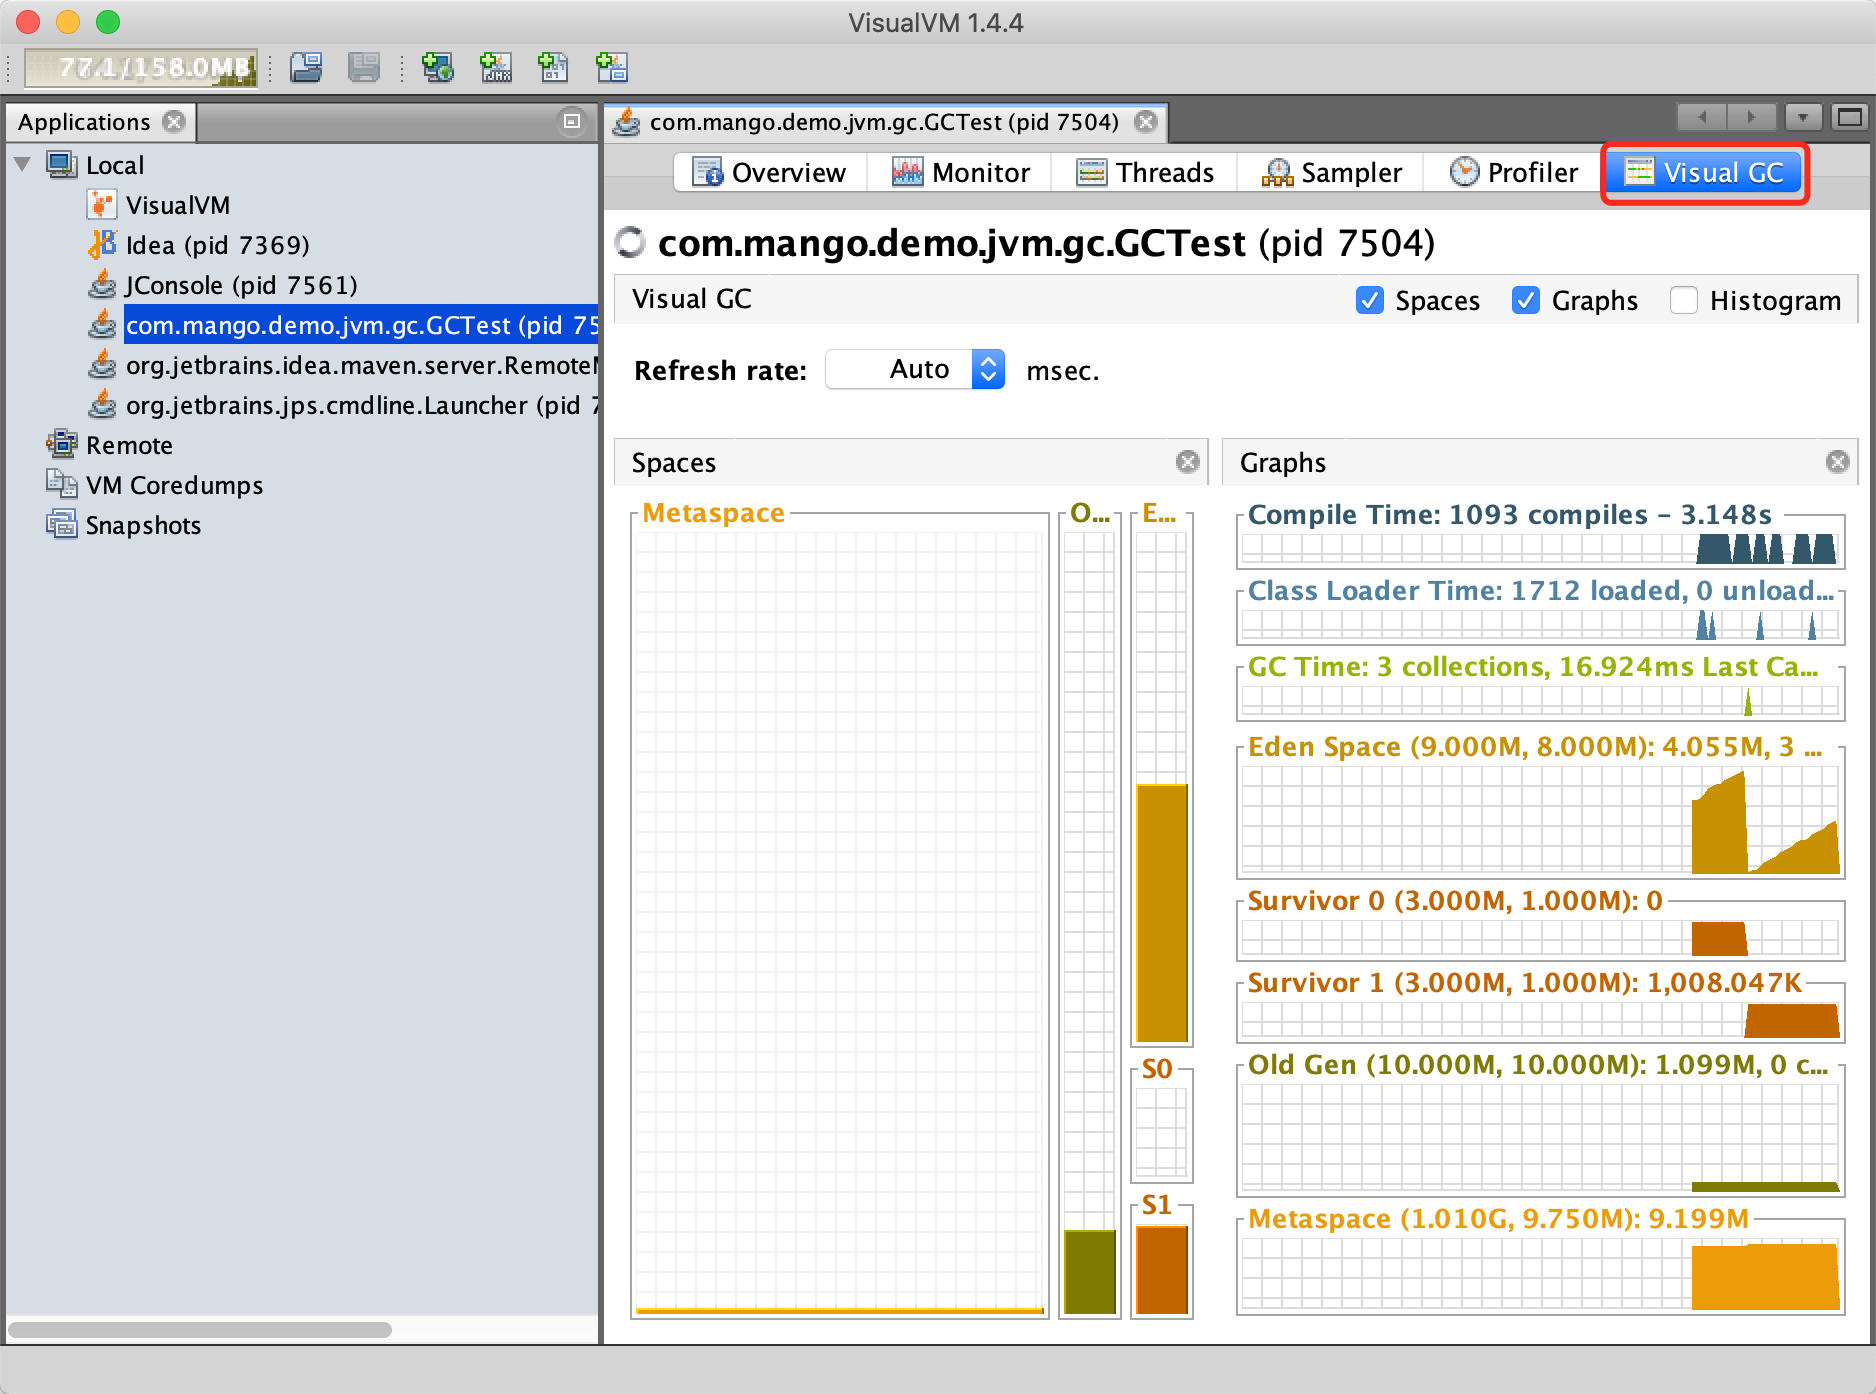 VisualVM 1.4.4
77.1/158.0MB
Applications
Local
VisualVM
Idea (pid 7369)
JConsole (pid 7561)
com.mango.demo.jvm.gc.GCTest (pid 75
org.jetbrains.idea.maven.server.RemoteM
org.jetbrains.jps.cmdline.Launcher (pid 7
Remote
VM Coredumps
Snapshots
com.mango.demo.jvm.gc.GCTest (pid 7504)
Overview
Monitor
Threads
Sampler
Profiler
Visual GC
com.mango.demo.jvm.gc.GCTest (pid 7504)
Visual GC
Spaces
Graphs
Histogram
Refresh rate:
Auto
msec.
Spaces
Metaspace
O...
E...
S0
S1
Graphs
Compile Time: 1093 compiles - 3.148s
Class Loader Time: 1712 loaded, 0 unload...
GC Time: 3 collections, 16.924ms Last Ca...
Eden Space (9.000M, 8.000M): 4.055M, 3 ...
Survivor 0 (3.000M, 1.000M): 0
Survivor 1 (3.000M, 1.000M): 1,008.047K
Old Gen (10.000M, 10.000M): 1.099M, 0 c...
Metaspace (1.010G, 9.750M): 9.199M